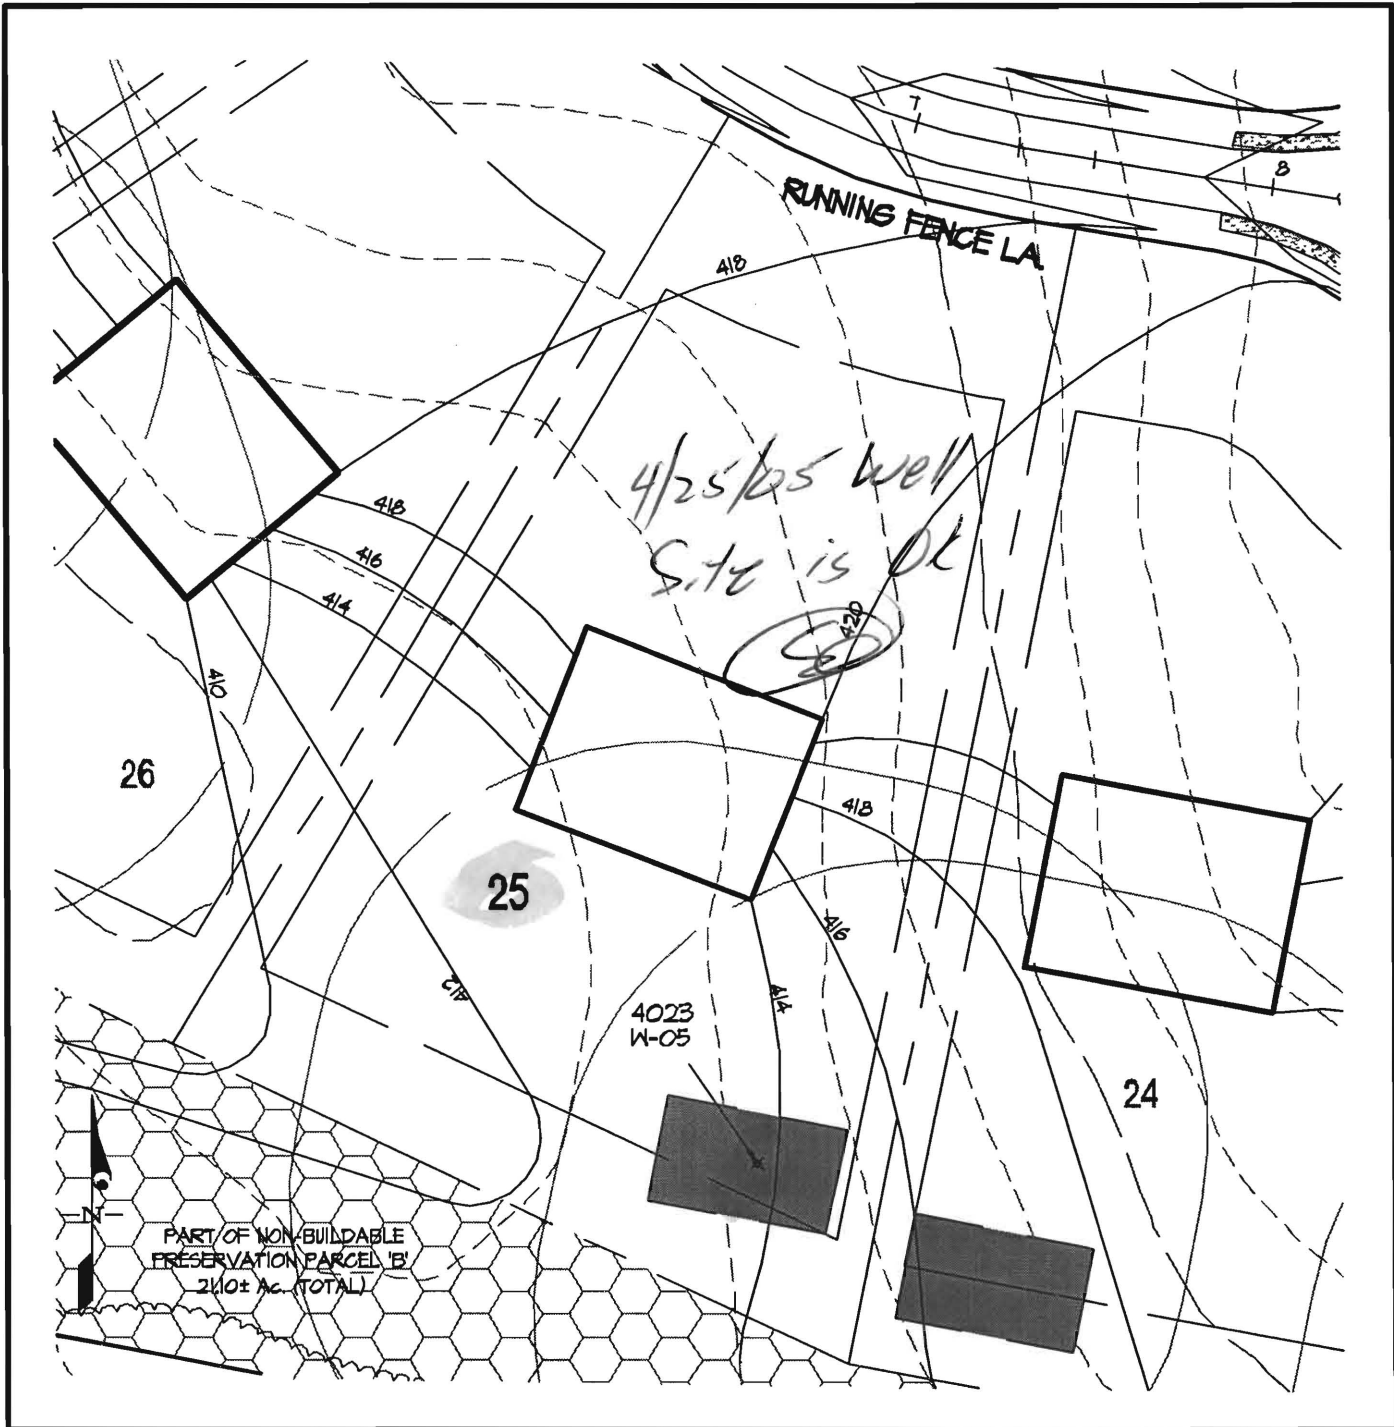 7
8
RUNNING FENCE LA.
418
4/25/05 Well
Site is OK
418
416
414
420
410
26
418
25
416
412
414
4023
W-05
24
N
PART OF NON-BUILDABLE
PRESERVATION PARCEL 'B'
21.10± Ac. (TOTAL)